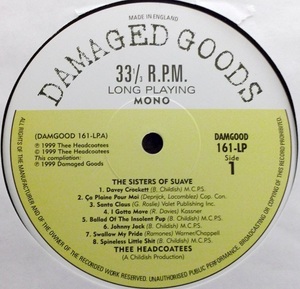 MADE IN ENGLAND
DAMAGED GOODS
33⅓ R.P.M.
LONG PLAYING
MONO
(DAMGOOD 161-LPA)
℗ 1999 Thee Headcoatees
© 1999 Thee Headcoatees
This compilation:
℗ 1999 Damaged Goods
DAMGOOD
161-LP
Side
1
THE SISTERS OF SUAVE
1. Davey Crockett (B. Childish) M.C.P.S.
2. Ça Plane Pour Moi (Deprijck, Lacomblez) Cop. Con.
3. Santa Claus (G. Roslie) Valet Publishing Inc.
4. I Gotta Move (R. Davies) Kassner
5. Ballad Of The Insolent Pup (B. Childish) M.C.P.S.
6. Johnny Jack (B. Childish) M.C.P.S.
7. Swallow My Pride (Ramones) Warner/Chappell
8. Spineless Little Shit (B. Childish) M.C.P.S.
THEE HEADCOATEES
(A Childish Production)
ALL RIGHTS OF THE MANUFACTURER AND OF THE OWNER OF THE RECORDED WORK RESERVED. UNAUTHORISED PUBLIC PERFORMANCE, BROADCASTING OR COPYING OF THIS RECORD PROHIBITED.